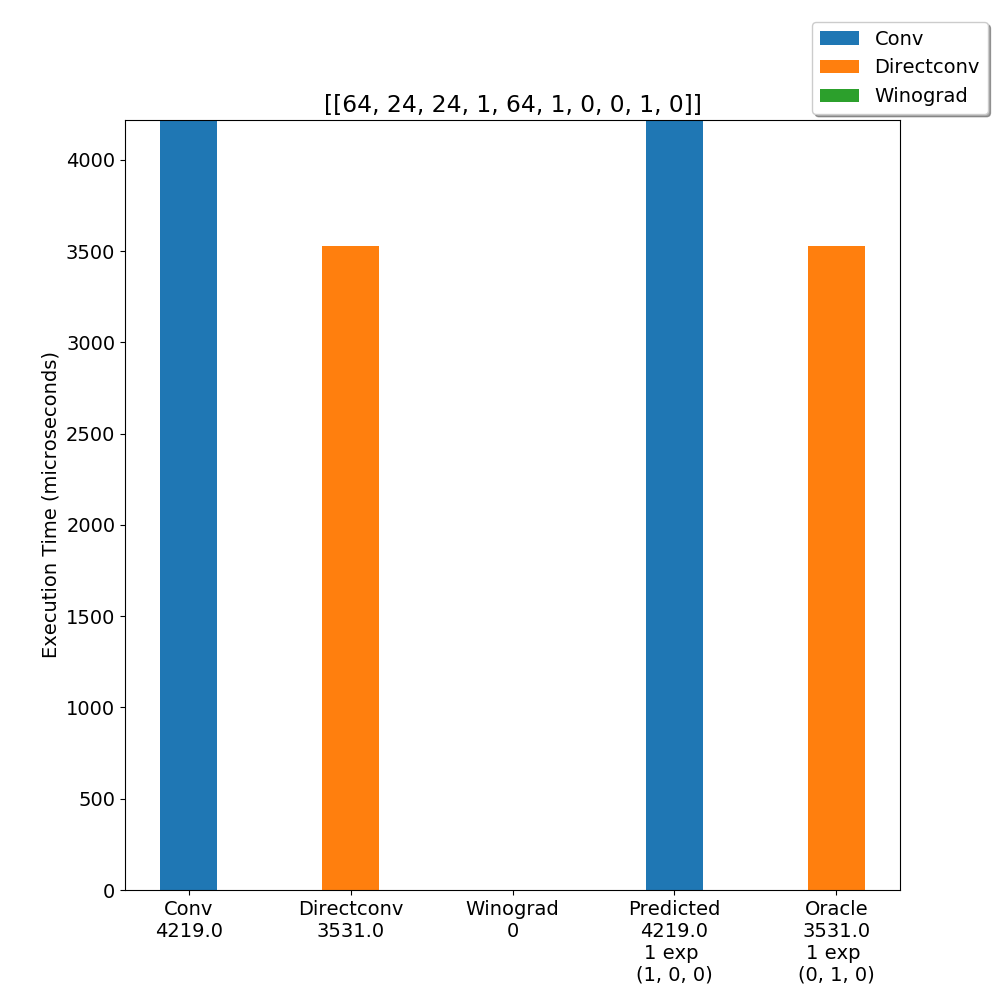 Conv
Directconv
Winograd
[[64, 24, 24, 1, 64, 1, 0, 0, 1, 0]]
Execution Time (microseconds)
4000
3500
3000
2500
2000
1500
1000
500
0
Conv
4219.0
Directconv
3531.0
Winograd
0
Predicted
4219.0
1 exp
(1, 0, 0)
Oracle
3531.0
1 exp
(0, 1, 0)